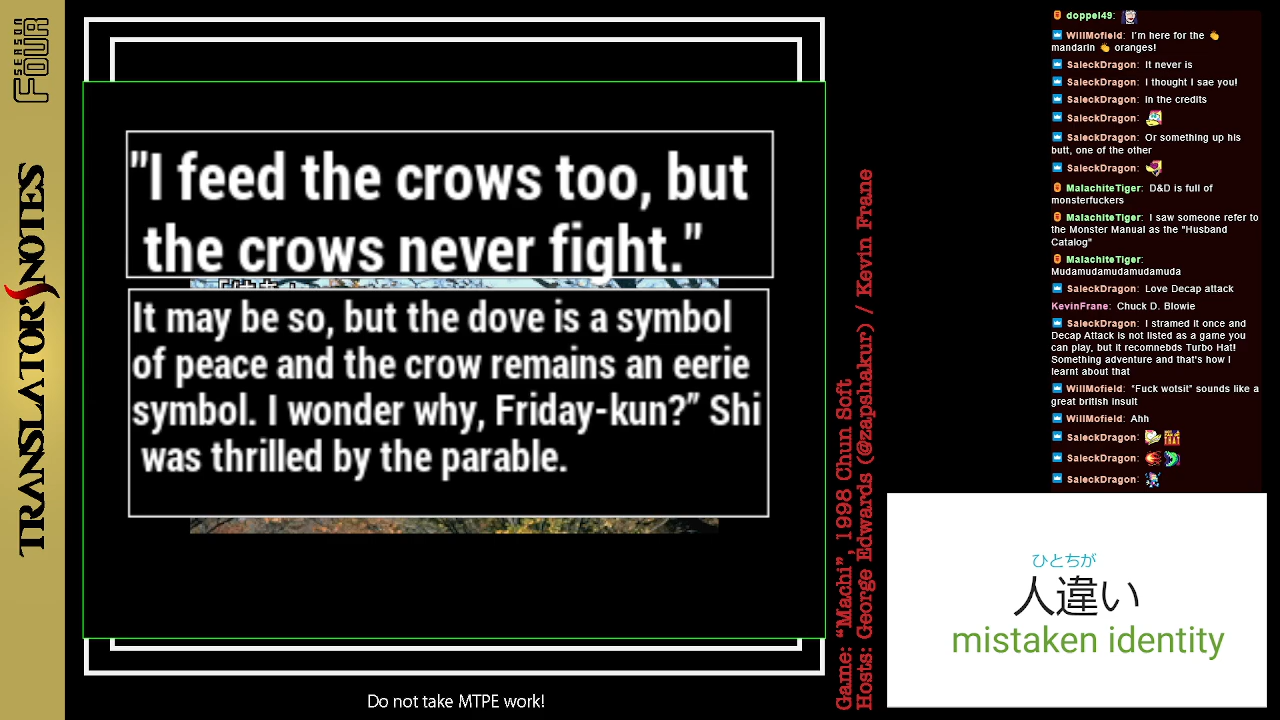 SEASON
FOUR
TRANSLATOR'S NOTES
"I feed the crows too, but
the crows never fight."
It may be so, but the dove is a symbol
of peace and the crow remains an eerie
symbol. I wonder why, Friday-kun?” Shi
was thrilled by the parable.
Do not take MTPE work!
Game: "Machi", 1998 Chun Soft
Hosts: George Edwards (@zapshakur) / Kevin Frane
doppel49:
WillMofield: I'm here for the
mandarin oranges!
SaleckDragon: It never is
SaleckDragon: I thought I sae you!
SaleckDragon: In the credits
SaleckDragon:
SaleckDragon: Or something up his
butt, one of the other
SaleckDragon:
MalachiteTiger: D&D is full of
monsterfuckers
MalachiteTiger: I saw someone refer to
the Monster Manual as the "Husband
Catalog"
MalachiteTiger:
Mudamudamudamudamuda
SaleckDragon: Love Decap attack
KevinFrane: Chuck D. Blowie
SaleckDragon: I stramed it once and
Decap Attack is not listed as a game you
can play, but it recomnebds Turbo Hat!
Something adventure and that's how I
learnt about that
WillMofield: "Fuck wotsit" sounds like a
great british insult
WillMofield: Ahh
SaleckDragon:
SaleckDragon:
SaleckDragon:
ひとちが
人違い
mistaken identity